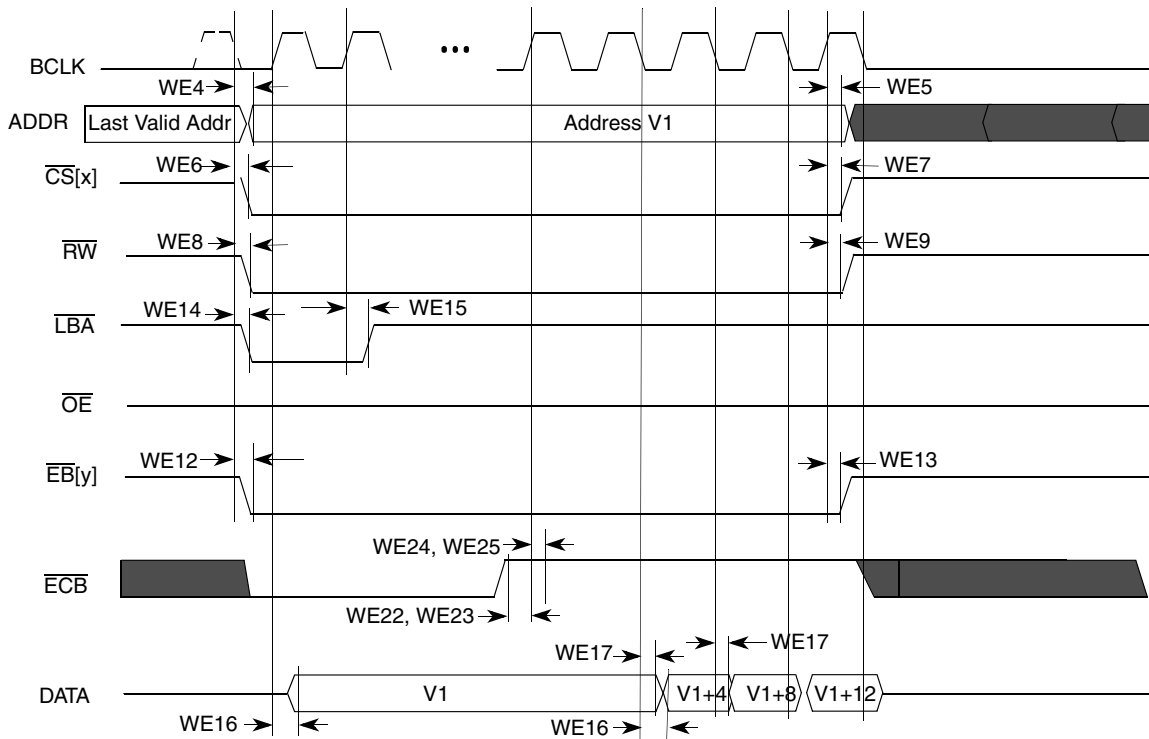 BCLK
...
WE4
WE5
ADDR
Last Valid Addr
Address V1
WE6
WE7
CS[x]
WE8
WE9
RW
WE14
WE15
LBA
OE
WE12
WE13
EB[y]
WE24, WE25
ECB
WE22, WE23
WE17
WE17
DATA
V1
V1+4
V1+8
V1+12
WE16
WE16